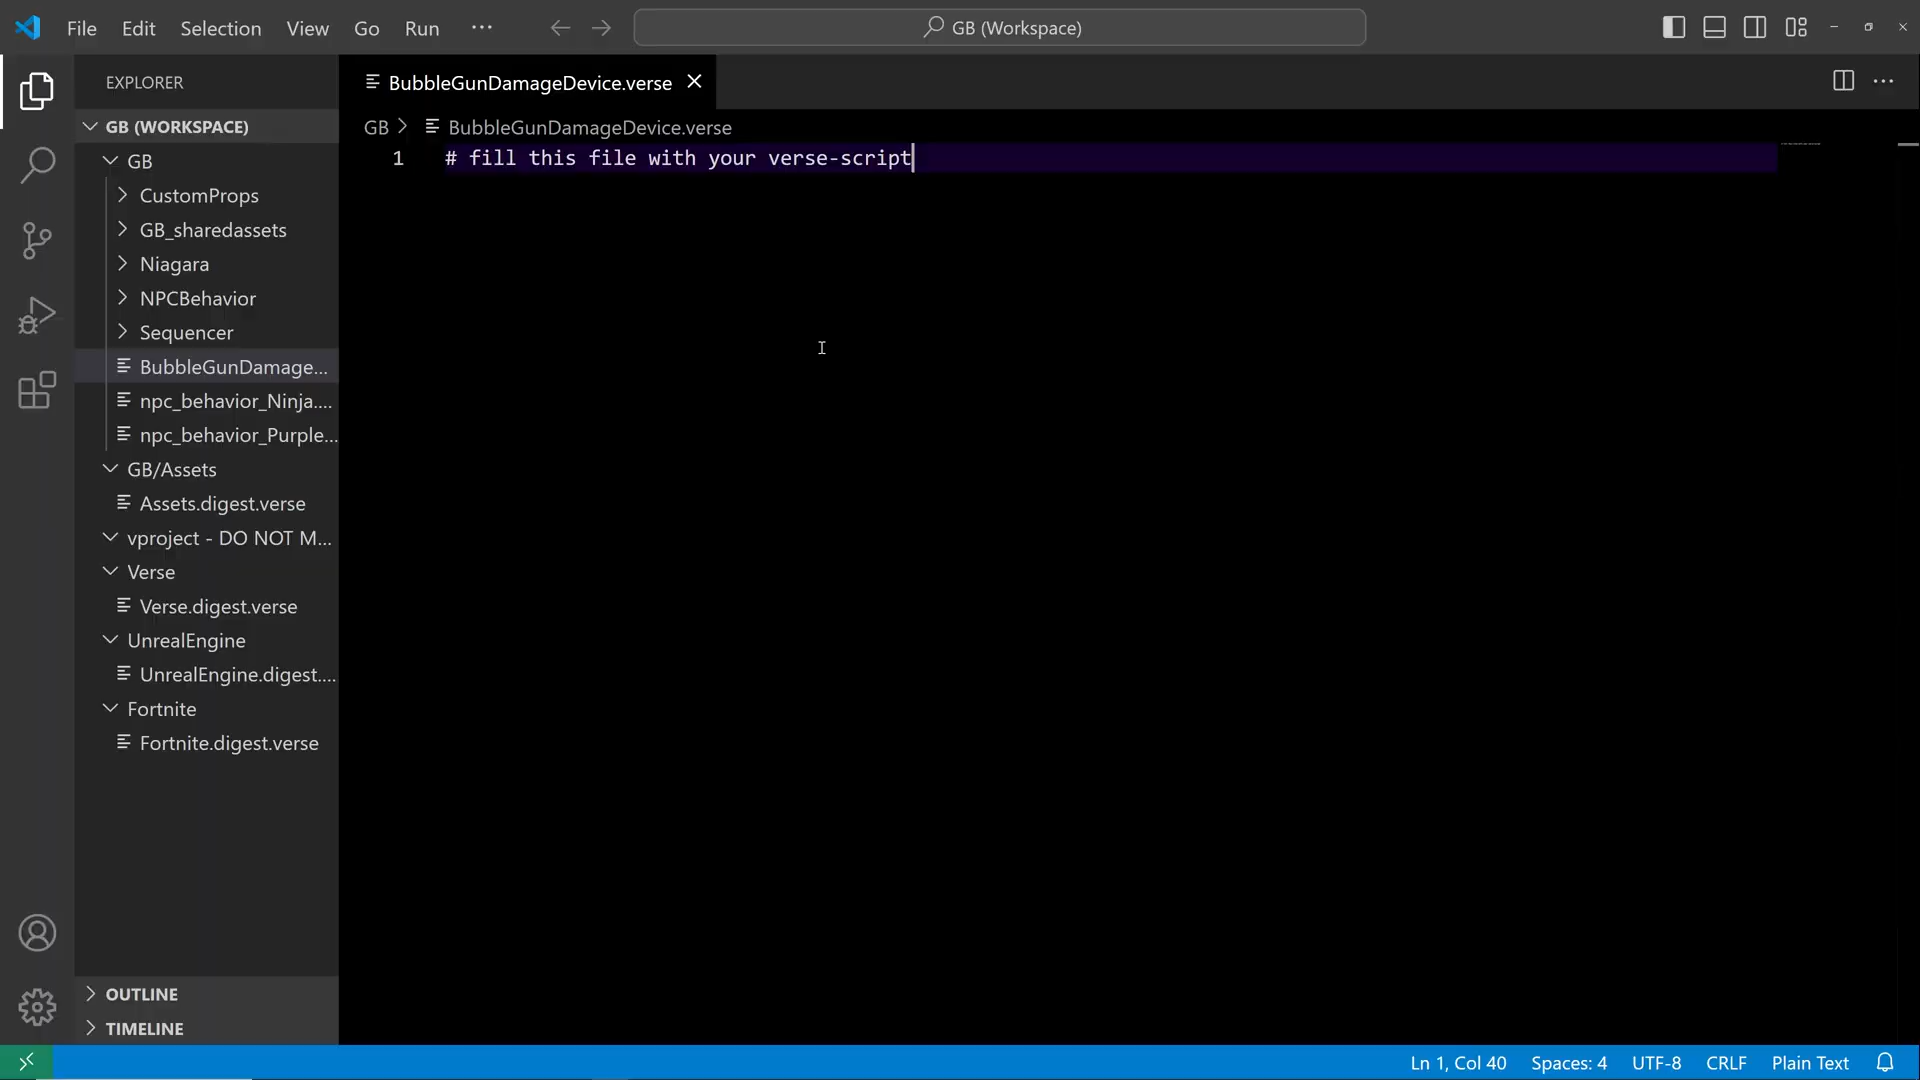 File Edit Selection View Go Run ···
GB (Workspace)
EXPLORER
GB (WORKSPACE)
GB
CustomProps
GB_sharedassets
Niagara
NPCBehavior
Sequencer
BubbleGunDamage...
npc_behavior_Ninja....
npc_behavior_Purple...
GB/Assets
Assets.digest.verse
vproject - DO NOT M...
Verse
Verse.digest.verse
UnrealEngine
UnrealEngine.digest....
Fortnite
Fortnite.digest.verse
OUTLINE
TIMELINE
BubbleGunDamageDevice.verse
GB > BubbleGunDamageDevice.verse
1 # fill this file with your verse-script
Ln 1, Col 40 Spaces: 4 UTF-8 CRLF Plain Text